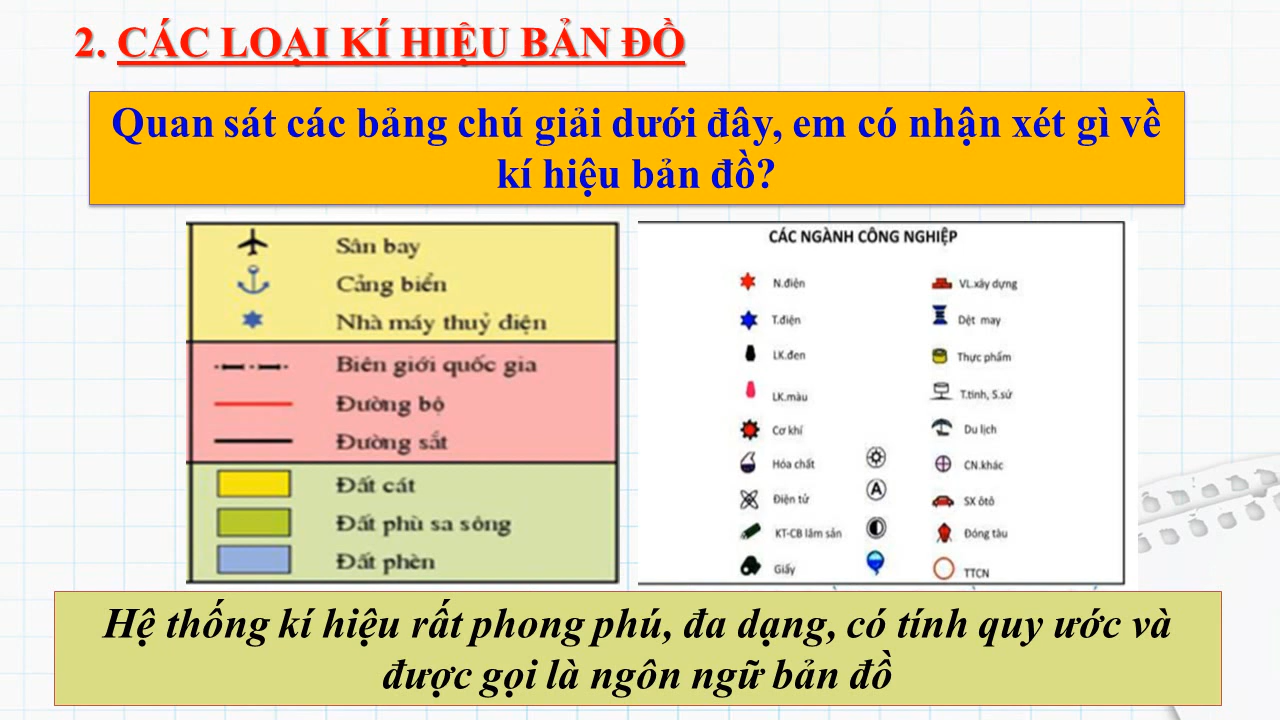 2. CÁC LOẠI KÍ HIỆU BẢN ĐỒ
Quan sát các bảng chú giải dưới đây, em có nhận xét gì về
kí hiệu bản đồ?
Sân bay
Cảng biển
Nhà máy thuỷ điện
Biên giới quốc gia
Đường bộ
Đường sắt
Đất cát
Đất phù sa sông
Đất phèn
CÁC NGÀNH CÔNG NGHIỆP
N.điện
T.điện
LK.đen
LK.màu
Cơ khí
Hóa chất
Điện tử
KT-CB lâm sản
Giấy
A
VL.xây dựng
Dệt may
Thực phẩm
T.tinh, S.sứ
Du lịch
CN.khác
SX ôtô
Đóng tàu
TTCN
Hệ thống kí hiệu rất phong phú, đa dạng, có tính quy ước và
được gọi là ngôn ngữ bản đồ